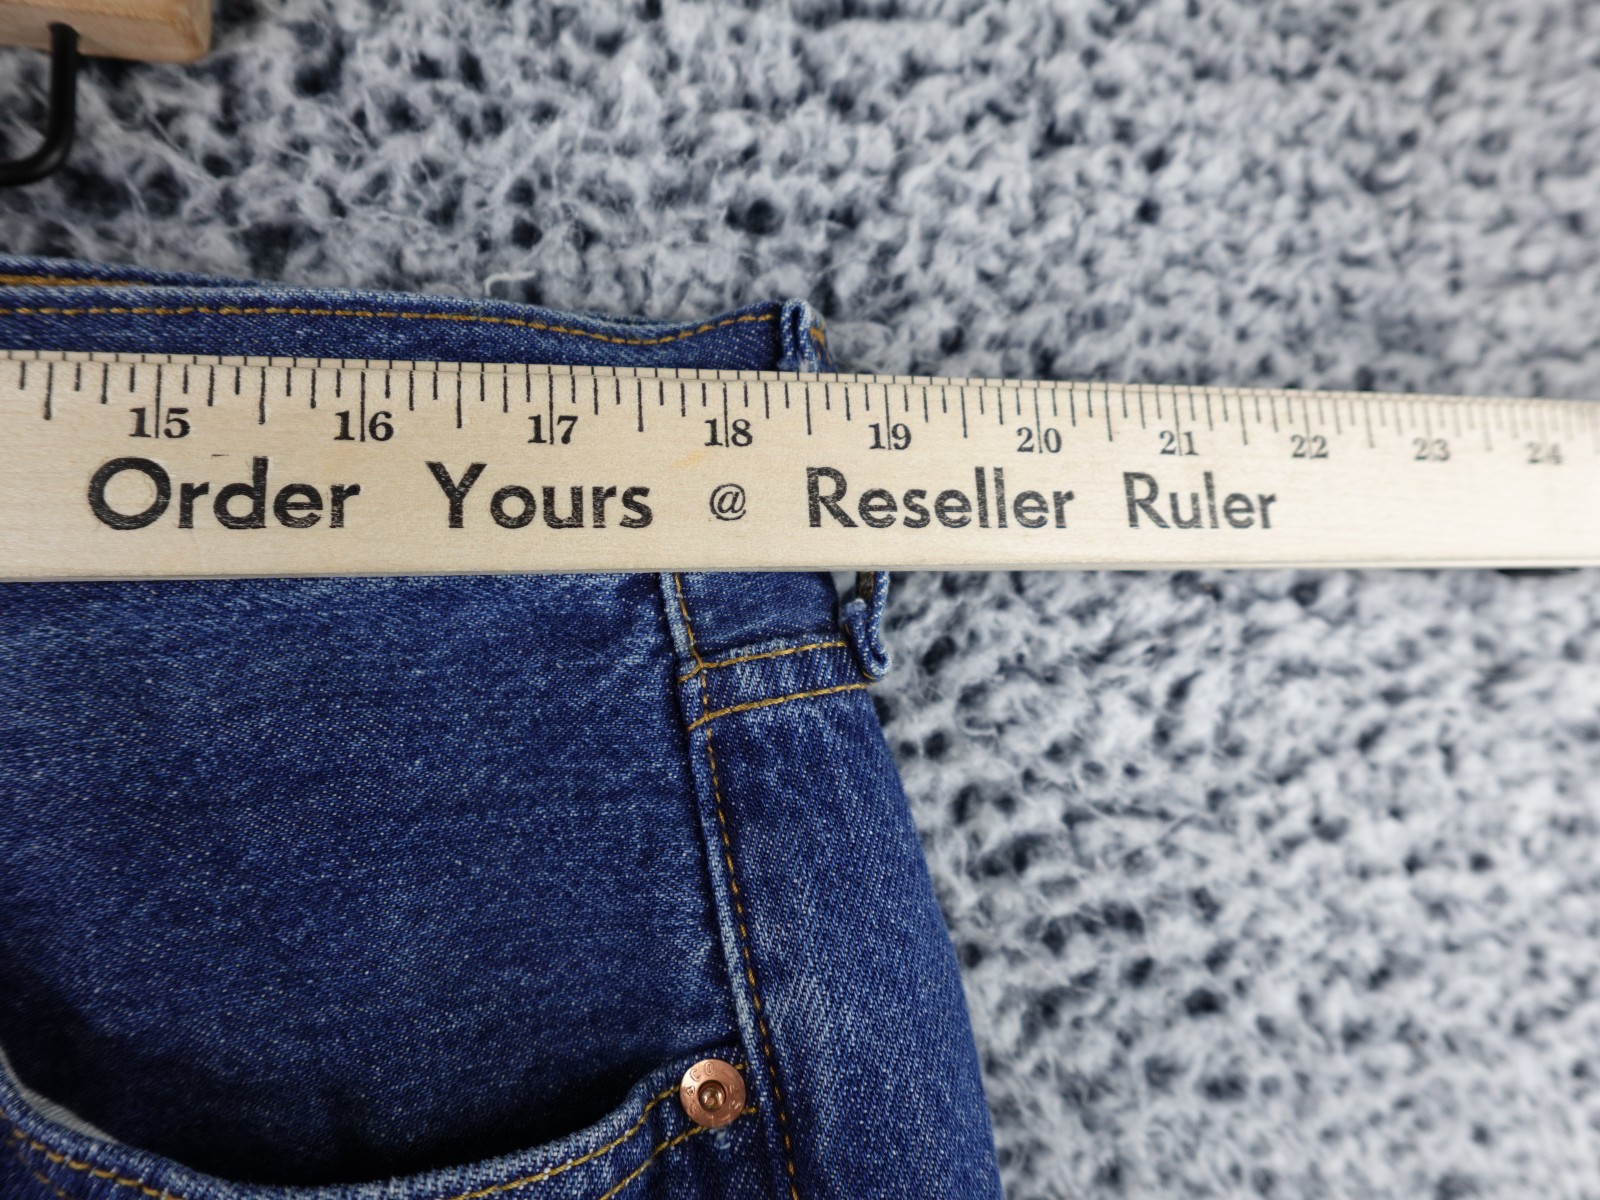 15 16 17 18 19 20 21 22 23 24
Order Yours @ Reseller Ruler